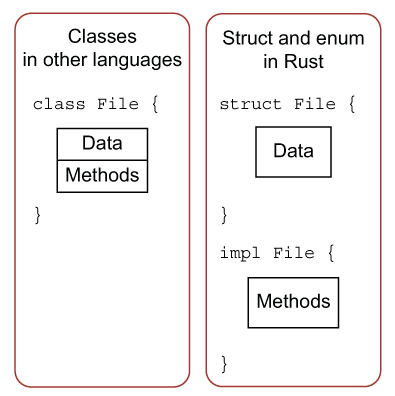 Classes
in other languages
class File {
Data
Methods
}
Struct and enum
in Rust
struct File {
Data
}
impl File {
Methods
}